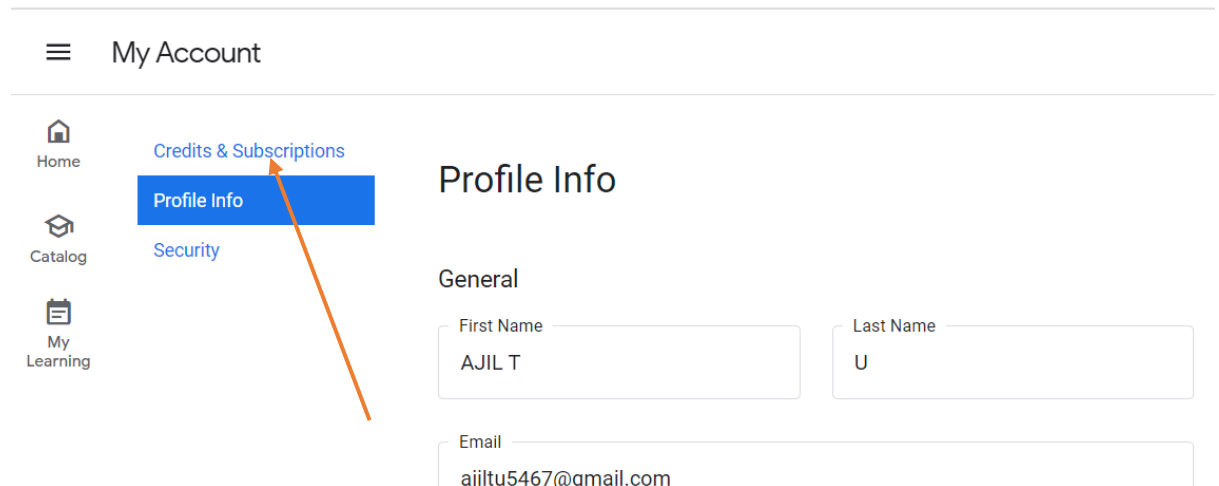 My Account
Home
Catalog
My
Learning
Credits & Subscriptions
Profile Info
Security
Profile Info
General
First Name
AJIL T
Last Name
U
Email
ajiltu5467@gmail.com